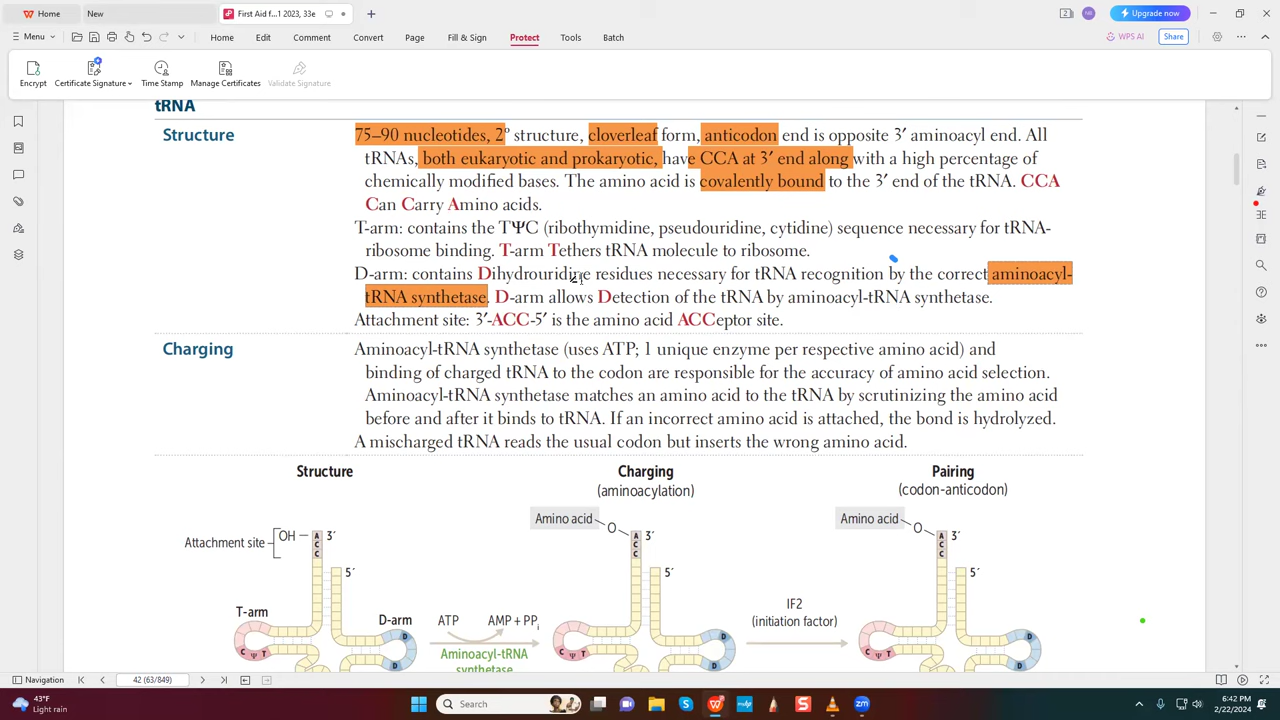 Home
New
First Aid f...1 2023, 33e
2
NE
Upgrade now
Menu
Home
Edit
Comment
Convert
Page
Fill & Sign
Protect
Tools
Batch
WPS AI
Share
Encrypt
Certificate Signature
Time Stamp
Manage Certificates
Validate Signature
tRNA
Structure
75–90 nucleotides, 2° structure, cloverleaf form, anticodon end is opposite 3′ aminoacyl end. All
tRNAs, both eukaryotic and prokaryotic, have CCA at 3′ end along with a high percentage of
chemically modified bases. The amino acid is covalently bound to the 3′ end of the tRNA. CCA
Can Carry Amino acids.
T-arm: contains the TΨC (ribothymidine, pseudouridine, cytidine) sequence necessary for tRNA-
ribosome binding. T-arm Tethers tRNA molecule to ribosome.
D-arm: contains Dihydrouridine residues necessary for tRNA recognition by the correct aminoacyl-
tRNA synthetase. D-arm allows Detection of the tRNA by aminoacyl-tRNA synthetase.
Attachment site: 3′-ACC-5′ is the amino acid ACCeptor site.
Charging
Aminoacyl-tRNA synthetase (uses ATP; 1 unique enzyme per respective amino acid) and
binding of charged tRNA to the codon are responsible for the accuracy of amino acid selection.
Aminoacyl-tRNA synthetase matches an amino acid to the tRNA by scrutinizing the amino acid
before and after it binds to tRNA. If an incorrect amino acid is attached, the bond is hydrolyzed.
A mischarged tRNA reads the usual codon but inserts the wrong amino acid.
Structure
Charging
(aminoacylation)
Pairing
(codon-anticodon)
Amino acid
O
Amino acid
O
Attachment site
OH
A
C
C
3′
5′
A
C
C
3′
5′
A
C
C
3′
5′
T-arm
D-arm
ATP
AMP + PPi
IF2
(initiation factor)
C Ψ T
D
D
C Ψ T
D
D
C Ψ T
D
D
Aminoacyl-tRNA
synthetase
Navigation
42 (63/849)
43°F
Light rain
Search
6:42 PM
2/22/2024